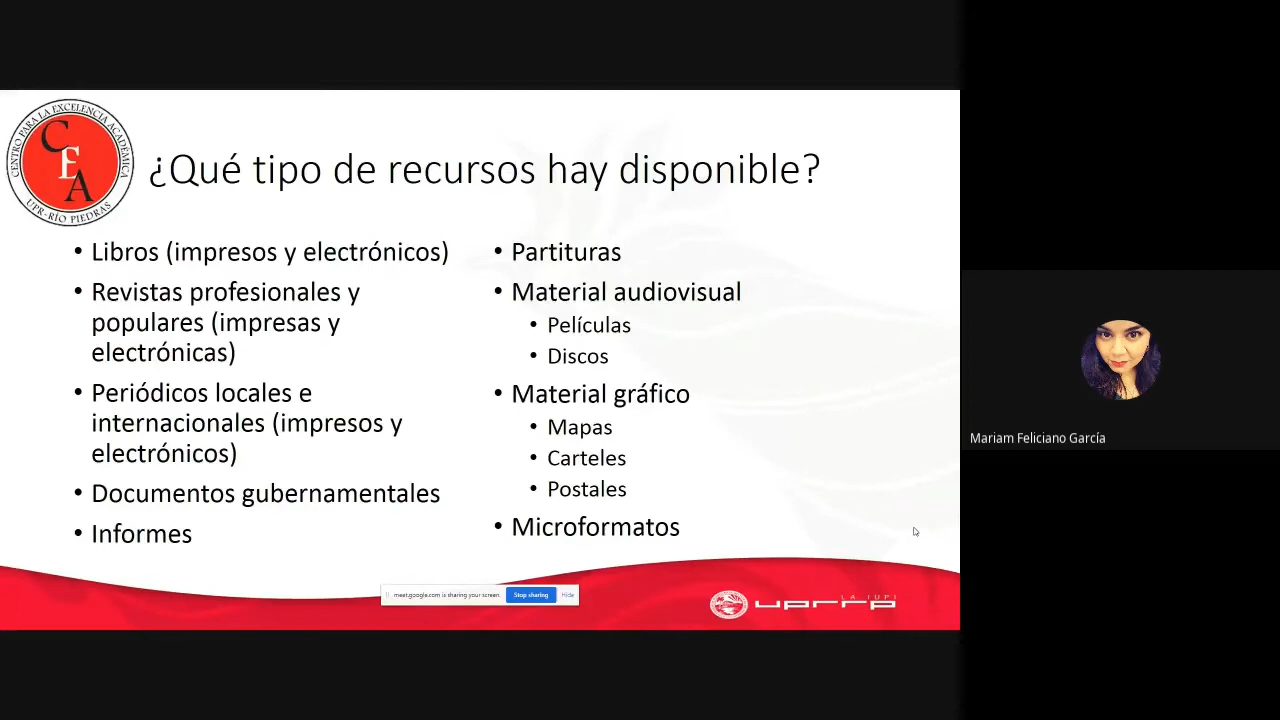 CENTRO PARA LA EXCELENCIA ACADÉMICA
CEA
UPR-RÍO PIEDRAS
¿Qué tipo de recursos hay disponible?
• Libros (impresos y electrónicos)
• Revistas profesionales y
populares (impresas y
electrónicas)
• Periódicos locales e
internacionales (impresos y
electrónicos)
• Documentos gubernamentales
• Informes
• Partituras
• Material audiovisual
• Películas
• Discos
• Material gráfico
• Mapas
• Carteles
• Postales
• Microformatos
meet.google.com is sharing your screen.
Stop sharing
Hide
LA IUPI
uprrp
Mariam Feliciano García